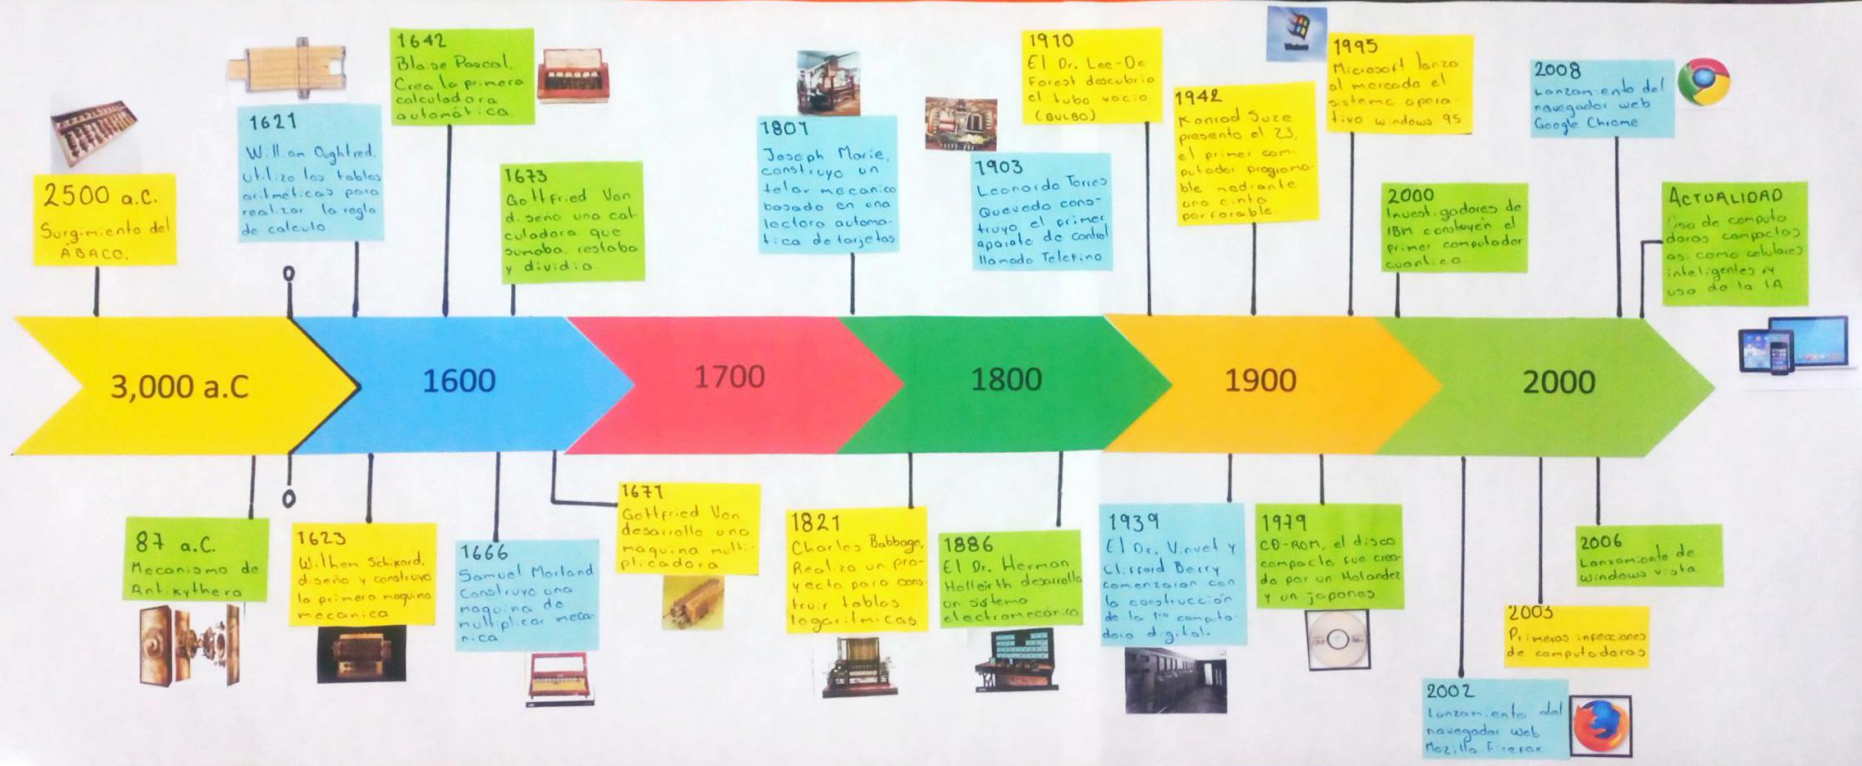 2500 a.C.
Surgimiento del
ÁBACO.
1621
William Oughtred,
utilizo las tablas
aritméticas para
realizar la regla
de calculo
1642
Blaise Pascal,
Crea la primera
calculadora
automática.
1673
Gottfried Von
diseño una cal-
culadora que
sumaba, restaba
y dividia.
1801
Joseph Marie,
construyo un
telar mecanico
basado en una
lectora automa-
tica de tarjetas
1903
Leonardo Torres
Quevedo cons-
truyo el primer
aparato de control
llamado Teletino
1910
El Dr. Lee-De
Forest descubrio
el tubo vacio
(BULBO)
1942
Konrad Suze
presento el Z3,
el primer com-
putador programa-
ble mediante
una cinta
perforable.
Windows
1995
Microsoft lanza
al mercado el
sistema opera-
tivo windows 95
2000
Investigadores de
IBM construyen el
primer computador
cuantico.
2008
Lanzamiento del
navegador web
Google Chrome
ACTUALIDAD
Uso de computa
doras compactas
asi como celulares
inteligentes y
uso de la IA
3,000 a.C
1600
1700
1800
1900
2000
87 a.C.
Mecanismo de
Antikythera
1623
Wilhem Schikard,
diseño y construyo
la primera maquina
mecanica
1666
Samuel Morland
Construyo una
maquina de
multiplicar meca-
nica
1671
Gottfried Von
desarrollo una
maquina multi-
plicadora
1821
Charles Babbage,
Realizo un pro-
yecto para cons-
truir tablas
logaritmicas
1886
El Dr. Herman
Holleirth desarrollo
un sistema
electromecánico
1939
El Dr. Vinvet y
Clifford Berry
comenzaron con
la construcción
de la 1ra computa-
dora digital.
1979
CD-ROM, el disco
compacto fue crea-
do por un Holandez
y un japones
2002
Lanzamiento del
navegador web
Mozilla Firefox
2003
Primeras infecciones
de computadoras
2006
Lanzamiento de
windows vista